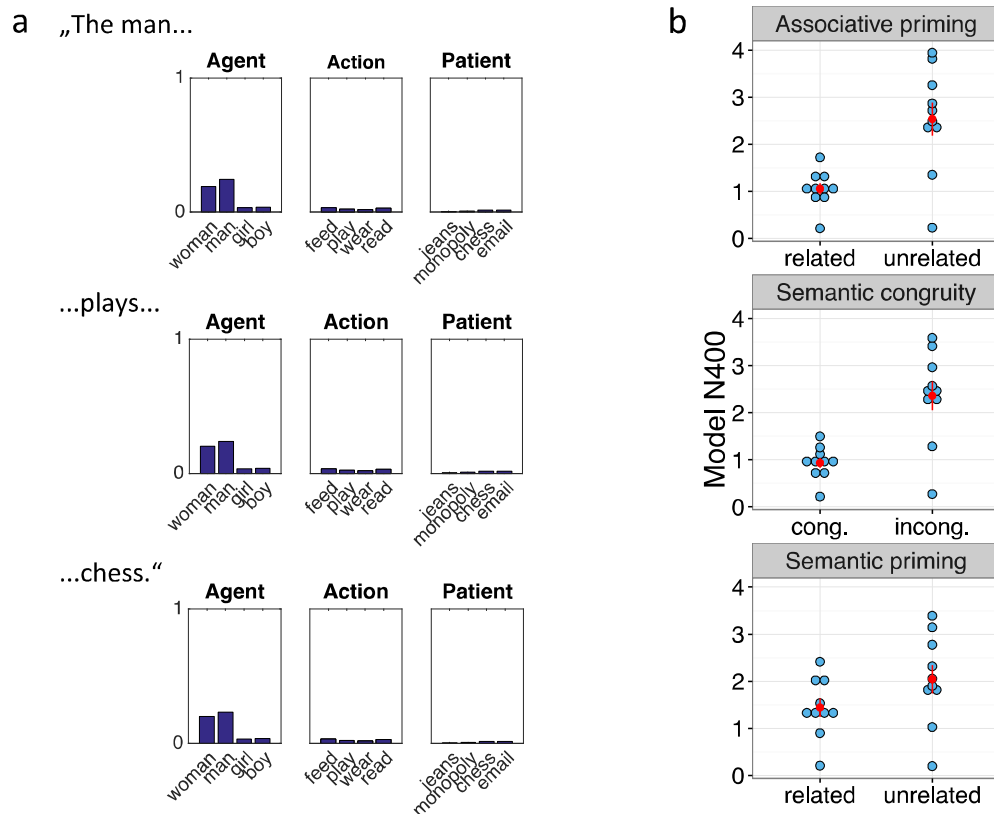 a
„The man...
Agent
Action
Patient
1
0
woman
man
girl
boy
feed
play
wear
read
jeans
monopoly
chess
email
...plays...
Agent
Action
Patient
1
0
woman
man
girl
boy
feed
play
wear
read
jeans
monopoly
chess
email
...chess.“
Agent
Action
Patient
1
0
woman
man
girl
boy
feed
play
wear
read
jeans
monopoly
chess
email
b
Model N400
Associative priming
4
3
2
1
0
related unrelated
Semantic congruity
4
3
2
1
0
cong. incong.
Semantic priming
4
3
2
1
0
related unrelated